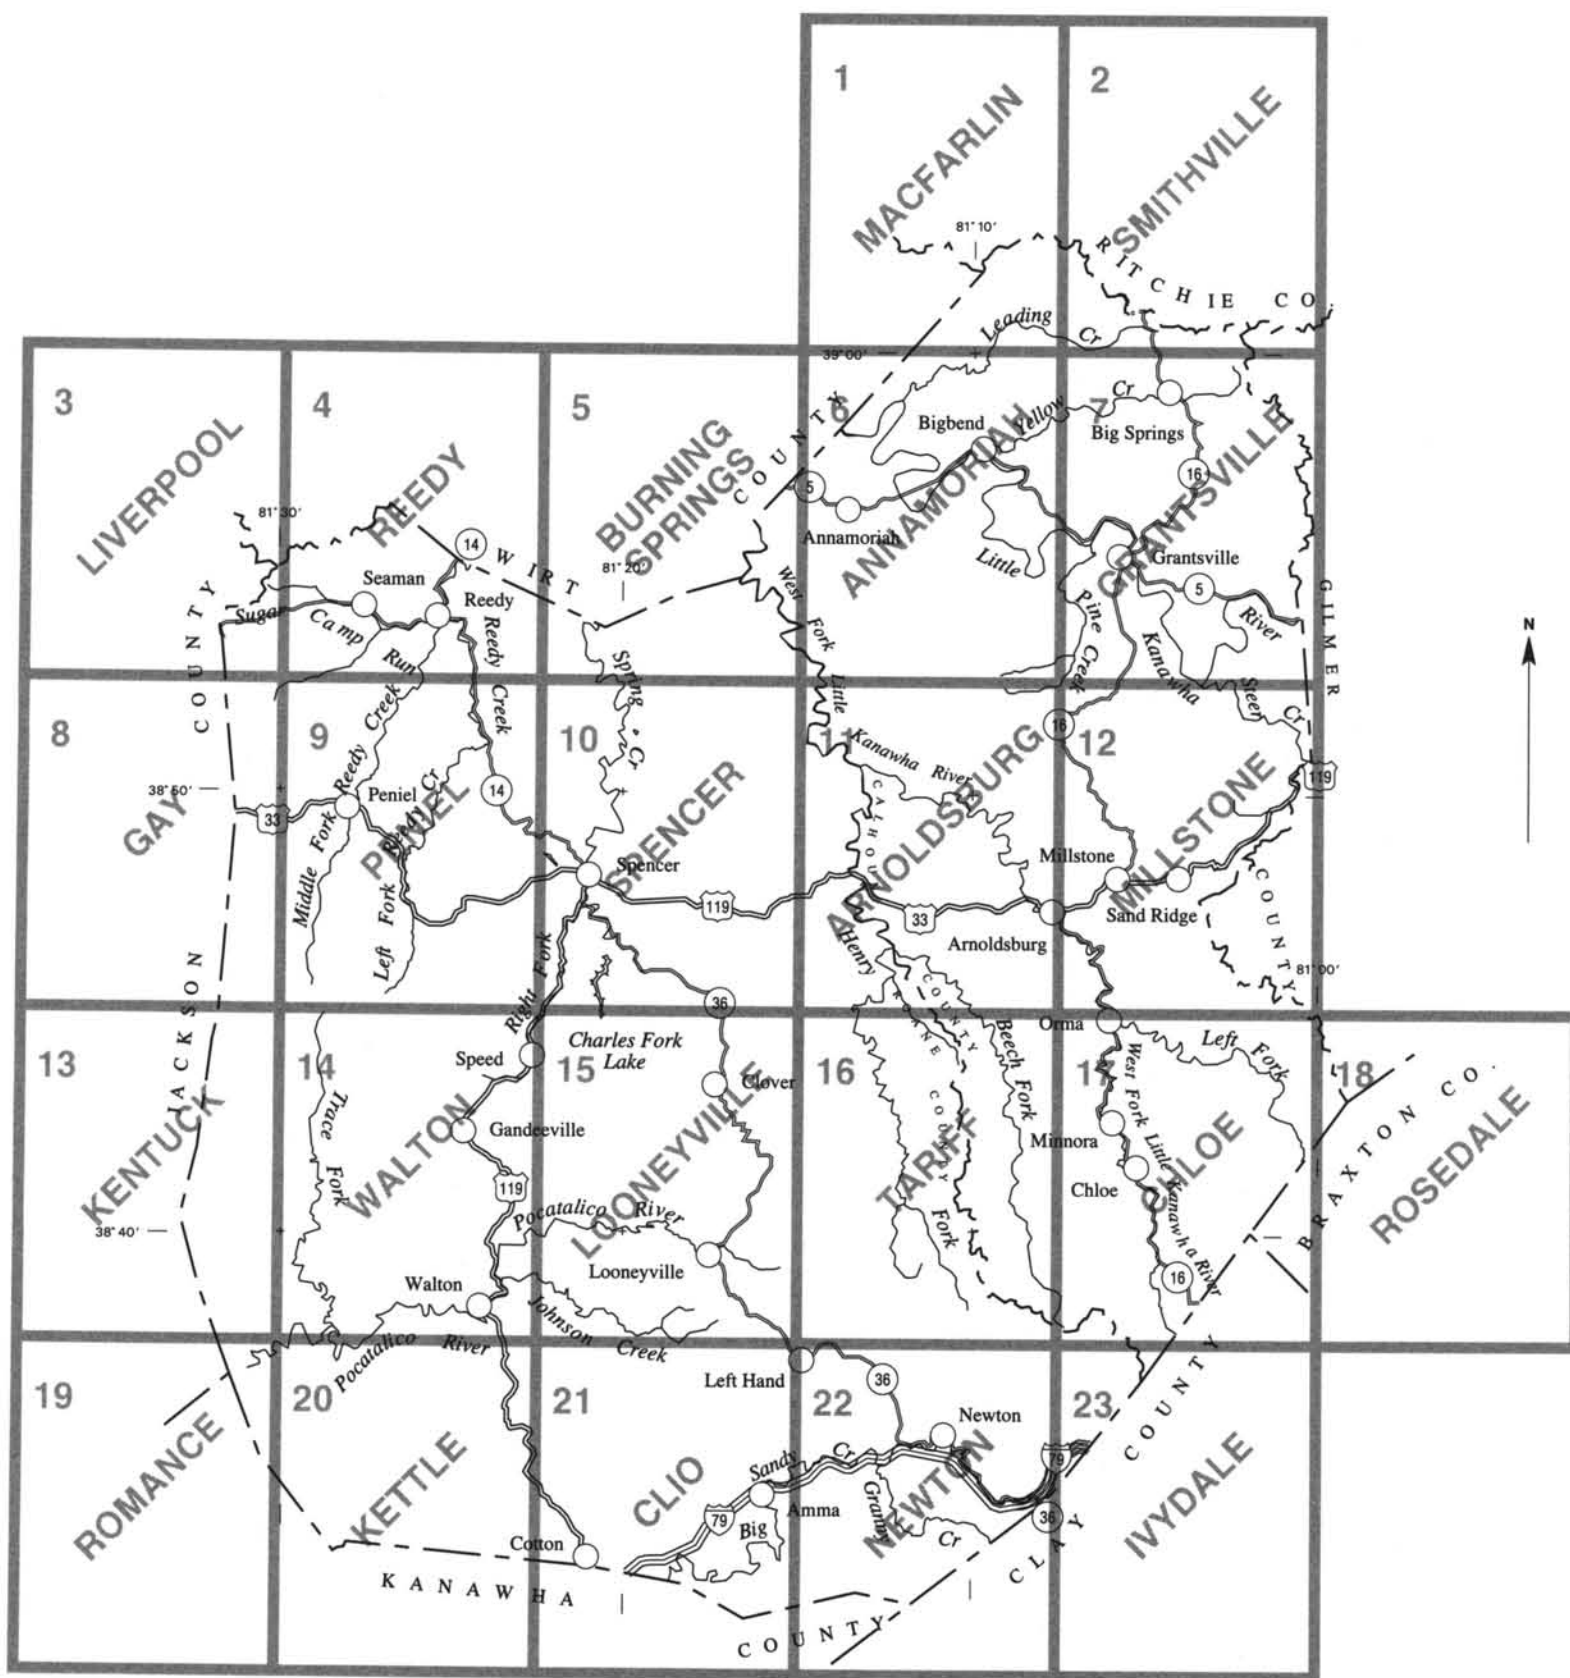 1
2
MACFARLIN
SMITHVILLE
81°10'
RITCHIE CO.
Leading Cr
39°00'
3
4
5
6
7
LIVERPOOL
REEDY
BURNING
SPRINGS
ANNAMORIAH
GRANTSVILLE
COUNTY
Bigbend
Yellow Cr
Big Springs
16
5
Annamoriah
81°30'
14
WIRT
81°20'
Seaman
Reedy
Sugar Camp Run
Reedy Creek
West Fork Little Kanawha River
Little Kanawha River
Grantsville
5
Pine Creek
GILMER
N
COUNTY
Spring Cr
Steer Cr
8
9
10
11
12
GAY
PENIEL
SPENCER
ARNOLDSBURG
MILLSTONE
38°50'
33
Peniel
Middle Fork Reedy Creek
Left Fork Reedy Cr
14
Spencer
119
16
CALHOUN
COUNTY
Millstone
Sand Ridge
Arnoldsburg
33
119
COUNTY
81°00'
Henry Fork
ROANE COUNTY
JACKSON
Right Fork
36
Charles Fork
Lake
13
14
15
16
17
18
KENTUCK
WALTON
LOONEYVILLE
TARIFF
CHLOE
ROSEDALE
Speed
Clover
Orma
Left Fork
Beech Fork
West Fork Little Kanawha River
Trace Fork
Gandeeville
Minnora
Chloe
119
Pocatalico River
38°40'
Looneyville
BRAXTON CO.
Walton
Johnson Creek
16
Pocatalico River
19
20
21
22
23
ROMANCE
KETTLE
CLIO
NEWTON
IVYDALE
Left Hand
36
Newton
Sandy Cr
79
Amma
Big
79
Granny Cr
36
Cotton
KANAWHA
COUNTY
CLAY
COUNTY